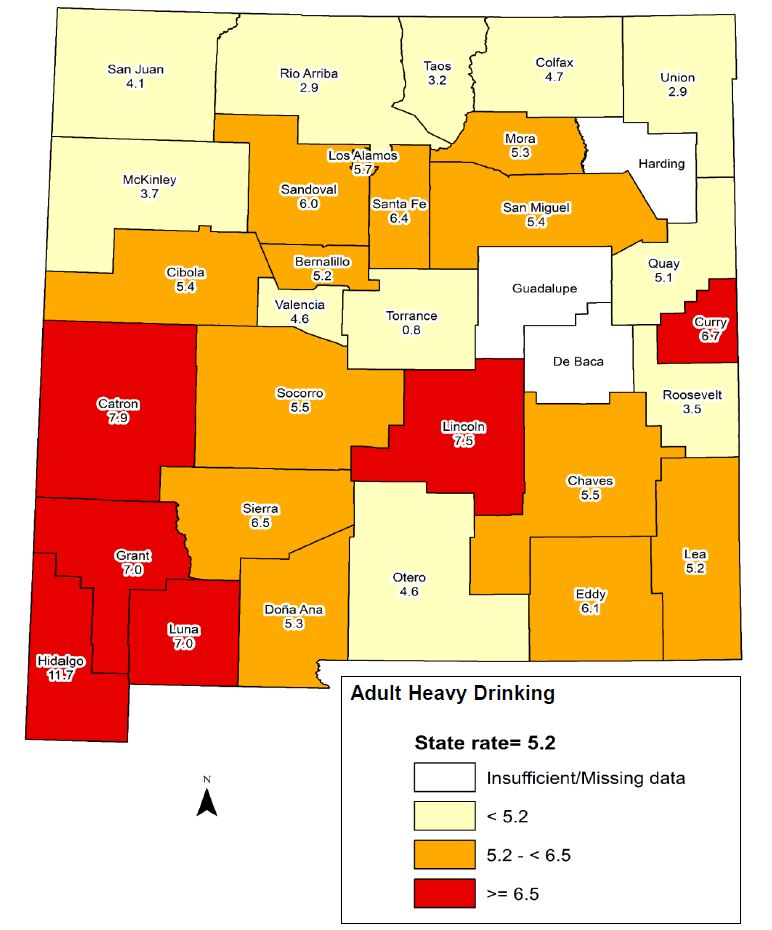 San Juan
4.1
Rio Arriba
2.9
Taos
3.2
Colfax
4.7
Union
2.9
Mora
5.3
Harding
Los Alamos
5.7
McKinley
3.7
Sandoval
6.0
Santa Fe
6.4
San Miguel
5.4
Cibola
5.4
Bernalillo
5.2
Quay
5.1
Guadalupe
Valencia
4.6
Torrance
0.8
Curry
6.7
De Baca
Roosevelt
3.5
Catron
7.9
Socorro
5.5
Lincoln
7.5
Chaves
5.5
Sierra
6.5
Grant
7.0
Lea
5.2
Otero
4.6
Eddy
6.1
Doña Ana
5.3
Luna
7.0
Hidalgo
11.7
Adult Heavy Drinking
State rate= 5.2
Insufficient/Missing data
< 5.2
5.2 - < 6.5
>= 6.5
N